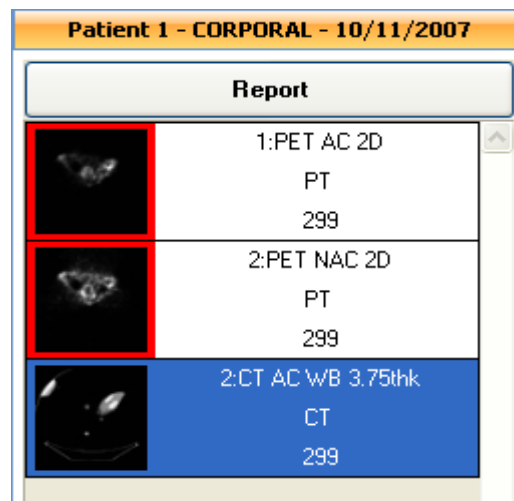 Patient 1 - CORPORAL - 10/11/2007
Report
1:PET AC 2D
PT
299
2:PET NAC 2D
PT
299
2:CT AC WB 3.75thk
CT
299